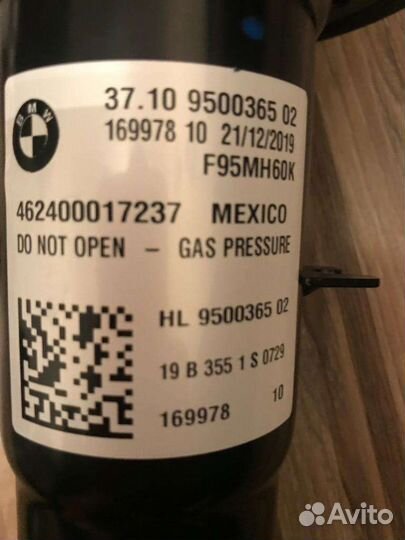 BMW
37.10 9500365 02
169978 10 21/12/2019
F95MH60K
462400017237 MEXICO
DO NOT OPEN - GAS PRESSURE
HL 9500365 02
19 B 355 1 S 0729
169978 10
Avito